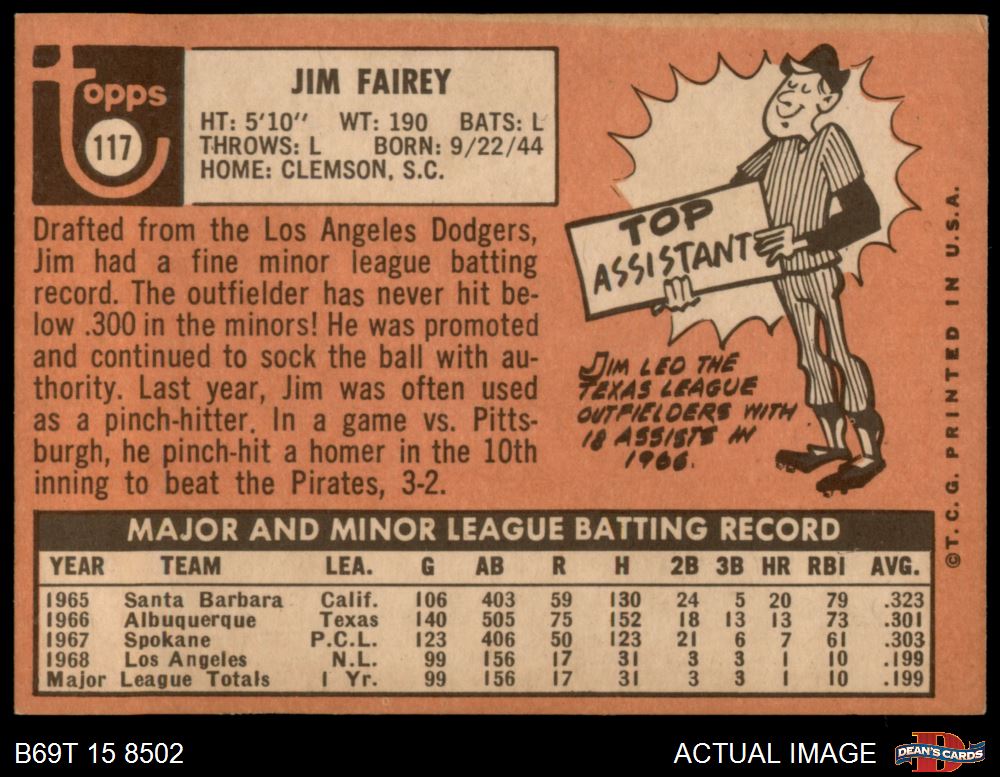 Topps
117
JIM FAIREY
HT: 5'10" WT: 190 BATS: L
THROWS: L BORN: 9/22/44
HOME: CLEMSON, S.C.
Drafted from the Los Angeles Dodgers,
Jim had a fine minor league batting
record. The outfielder has never hit be-
low .300 in the minors! He was promoted
and continued to sock the ball with au-
thority. Last year, Jim was often used
as a pinch-hitter. In a game vs. Pitts-
burgh, he pinch-hit a homer in the 10th
inning to beat the Pirates, 3-2.
TOP
ASSISTANT
JIM LED THE
TEXAS LEAGUE
OUTFIELDERS WITH
18 ASSISTS IN
1966.
©T.C.G. PRINTED IN U.S.A.
MAJOR AND MINOR LEAGUE BATTING RECORD
YEAR TEAM LEA. G AB R H 2B 3B HR RBI AVG.
1965 Santa Barbara Calif. 106 403 59 130 24 5 20 79 .323
1966 Albuquerque Texas 140 505 75 152 18 13 13 73 .301
1967 Spokane P.C.L. 123 406 50 123 21 6 7 61 .303
1968 Los Angeles N.L. 99 156 17 31 3 3 1 10 .199
Major League Totals 1 Yr. 99 156 17 31 3 3 1 10 .199
B69T 15 8502
ACTUAL IMAGE
D
DEAN'S CARDS